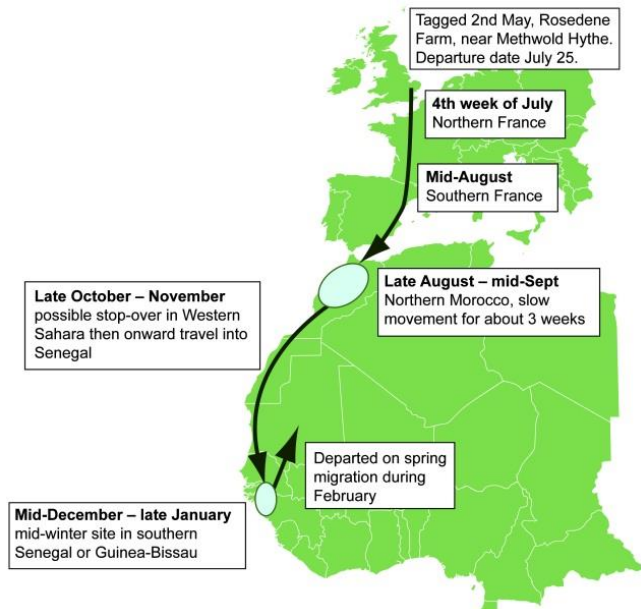 Tagged 2nd May, Rosedene
Farm, near Methwold Hythe.
Departure date July 25.
4th week of July
Northern France
Mid-August
Southern France
Late August – mid-Sept
Northern Morocco, slow
movement for about 3 weeks
Late October – November
possible stop-over in Western
Sahara then onward travel into
Senegal
Departed on spring
migration during
February
Mid-December – late January
mid-winter site in southern
Senegal or Guinea-Bissau